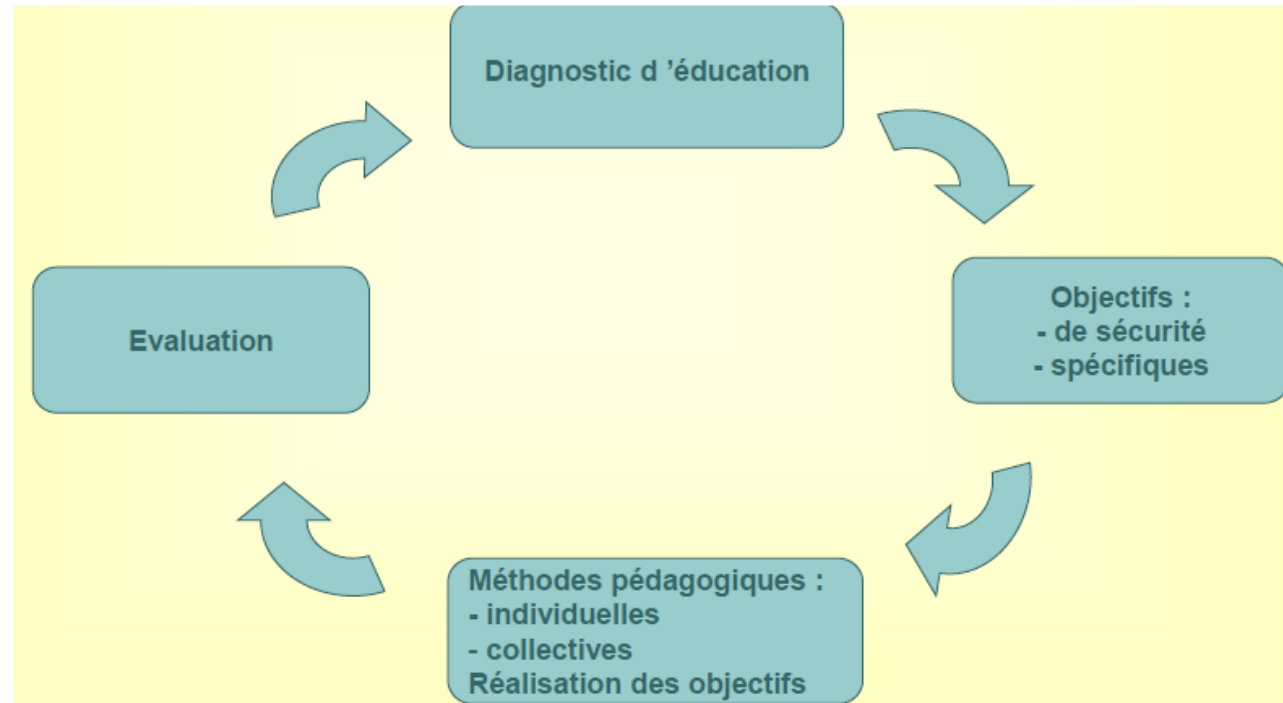 Diagnostic d ’éducation
Objectifs :
- de sécurité
- spécifiques
Méthodes pédagogiques :
- individuelles
- collectives
Réalisation des objectifs
Evaluation